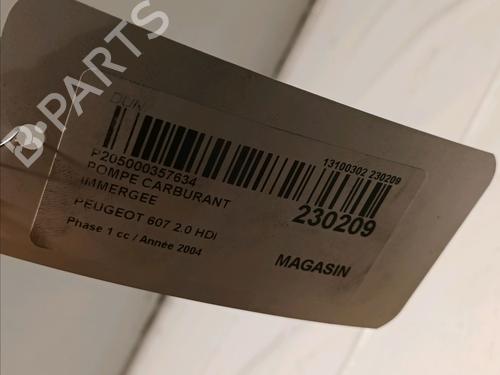 B-PARTS
DUN
13100302 230209
P205000357634
230209
POMPE CARBURANT
IMMERGEE
PEUGEOT 607 2.0 HDI
Phase 1 cc / Année 2004
MAGASIN